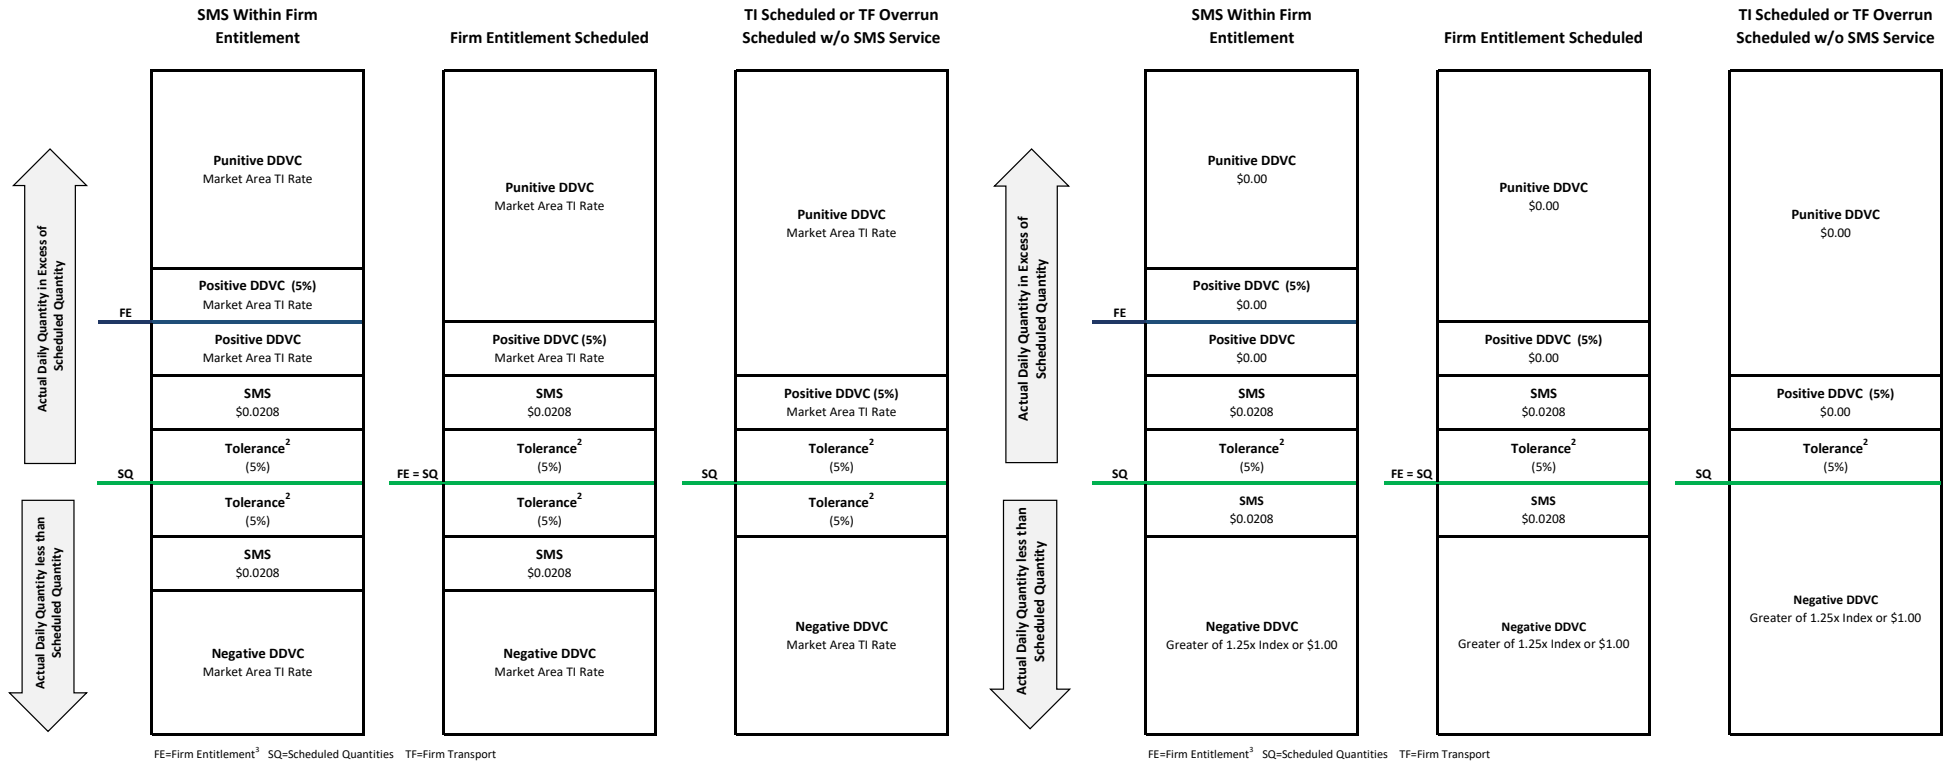 SMS Within Firm
Entitlement
Firm Entitlement Scheduled
TI Scheduled or TF Overrun
Scheduled w/o SMS Service
Actual Daily Quantity in Excess of
Scheduled Quantity
Actual Daily Quantity less than
Scheduled Quantity
FE
SQ
Punitive DDVC
Market Area TI Rate
Positive DDVC (5%)
Market Area TI Rate
Positive DDVC
Market Area TI Rate
SMS
$0.0208
Tolerance²
(5%)
Tolerance²
(5%)
SMS
$0.0208
Negative DDVC
Market Area TI Rate
FE = SQ
Punitive DDVC
Market Area TI Rate
Positive DDVC (5%)
Market Area TI Rate
SMS
$0.0208
Tolerance²
(5%)
Tolerance²
(5%)
SMS
$0.0208
Negative DDVC
Market Area TI Rate
SQ
Punitive DDVC
Market Area TI Rate
Positive DDVC (5%)
Market Area TI Rate
Tolerance²
(5%)
Tolerance²
(5%)
Negative DDVC
Market Area TI Rate
FE=Firm Entitlement³ SQ=Scheduled Quantities TF=Firm Transport
SMS Within Firm
Entitlement
Firm Entitlement Scheduled
TI Scheduled or TF Overrun
Scheduled w/o SMS Service
Actual Daily Quantity in Excess of
Scheduled Quantity
Actual Daily Quantity less than
Scheduled Quantity
FE
SQ
Punitive DDVC
$0.00
Positive DDVC (5%)
$0.00
Positive DDVC
$0.00
SMS
$0.0208
Tolerance²
(5%)
SMS
$0.0208
Negative DDVC
Greater of 1.25x Index or $1.00
FE = SQ
Punitive DDVC
$0.00
Positive DDVC (5%)
$0.00
SMS
$0.0208
Tolerance²
(5%)
SMS
$0.0208
Negative DDVC
Greater of 1.25x Index or $1.00
SQ
Punitive DDVC
$0.00
Positive DDVC (5%)
$0.00
Tolerance²
(5%)
Negative DDVC
Greater of 1.25x Index or $1.00
FE=Firm Entitlement³ SQ=Scheduled Quantities TF=Firm Transport